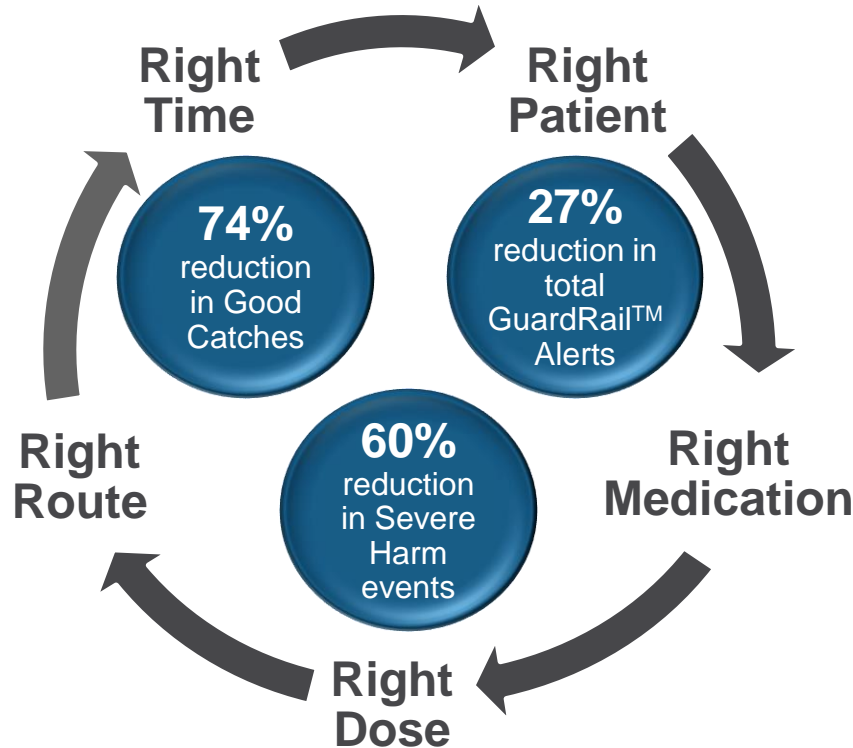 Right
Time
Right
Patient
74%
reduction
in Good
Catches
27%
reduction in
total
GuardRail™
Alerts
60%
reduction
in Severe
Harm
events
Right
Route
Right
Medication
Right
Dose